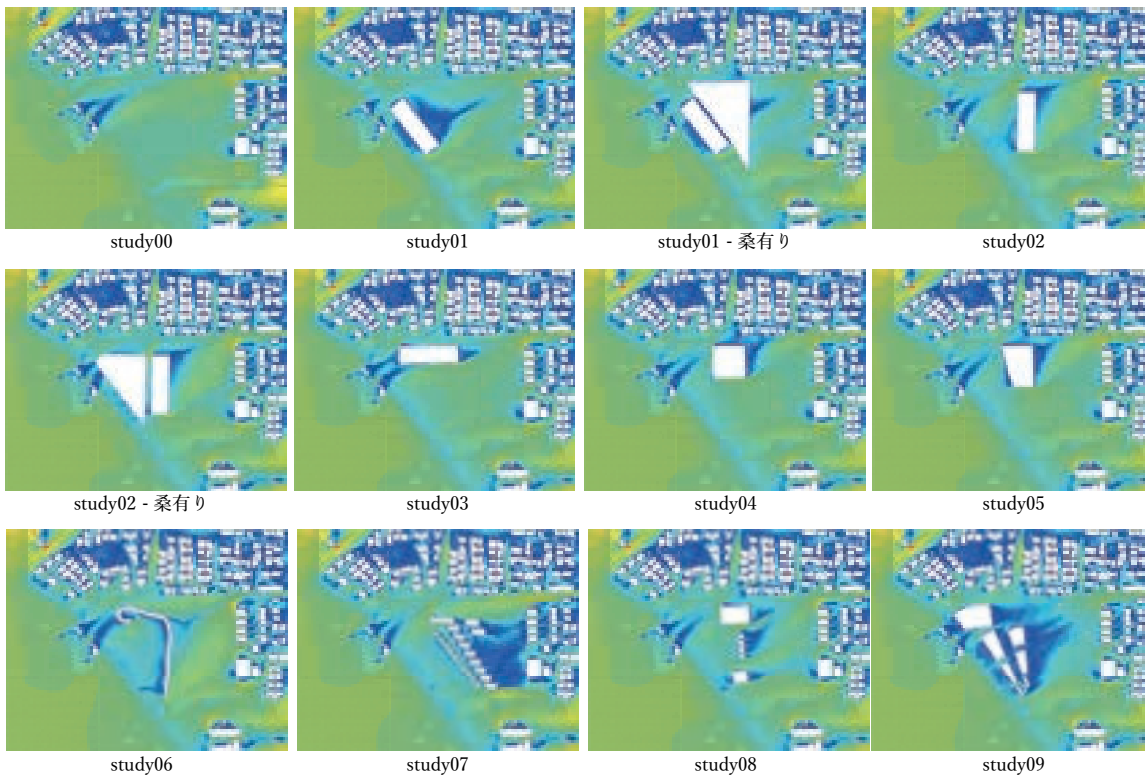 study00
study01
study01 - 桑有り
study02
study02 - 桑有り
study03
study04
study05
study06
study07
study08
study09